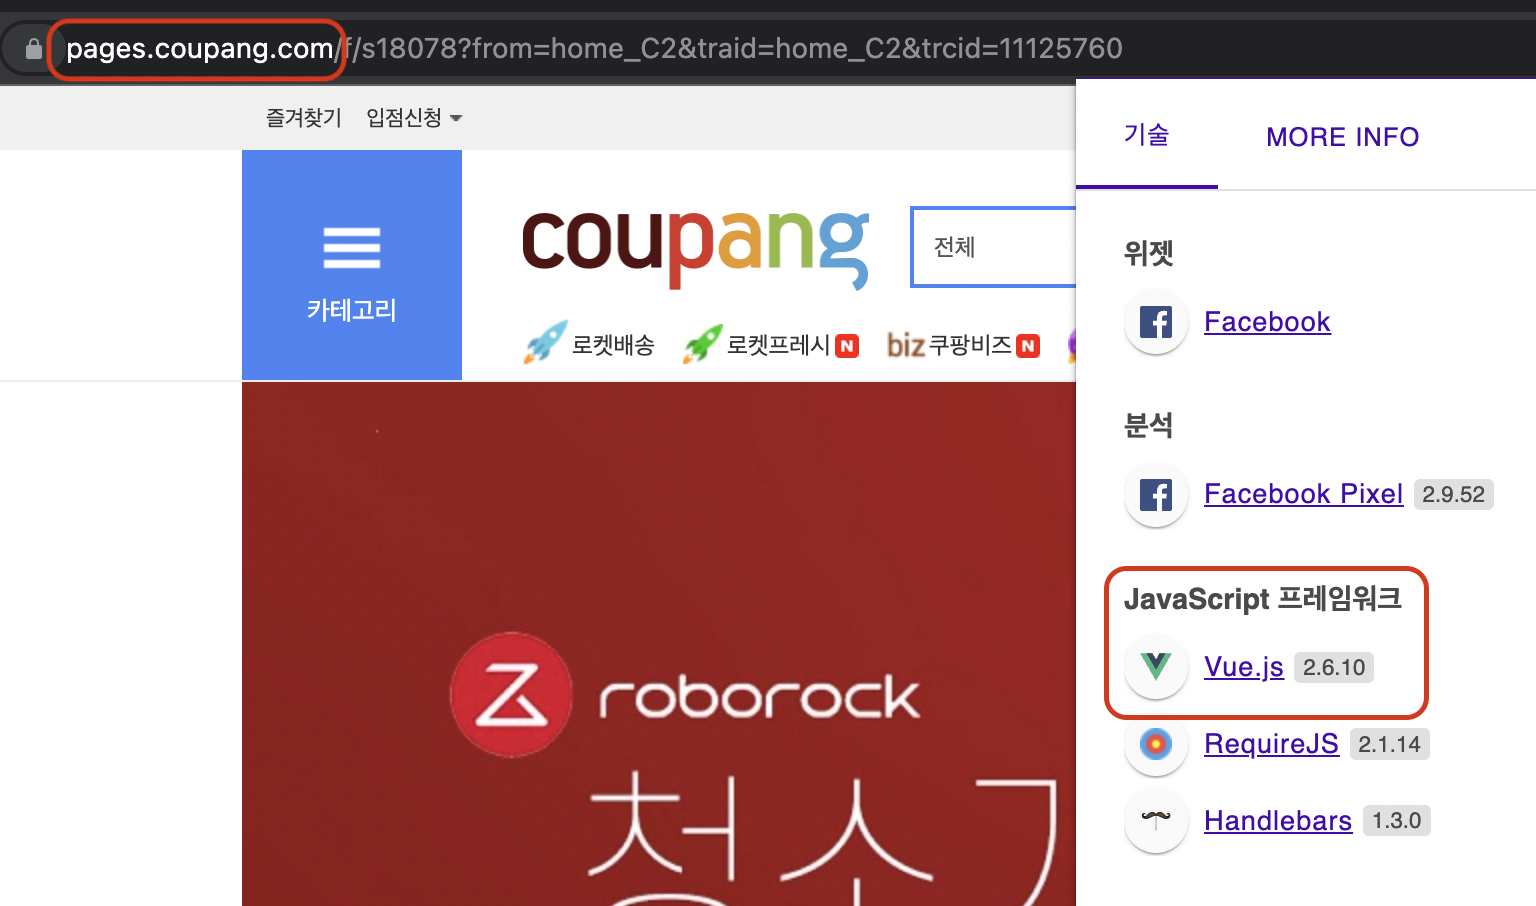 pages.coupang.com/f/s18078?from=home_C2&traid=home_C2&trcid=11125760
즐겨찾기 입점신청
카테고리
coupang
전체
로켓배송 로켓프레시 N biz 쿠팡비즈 N
roborock
청소기
기술 MORE INFO
위젯
Facebook
분석
Facebook Pixel 2.9.52
JavaScript 프레임워크
Vue.js 2.6.10
RequireJS 2.1.14
Handlebars 1.3.0